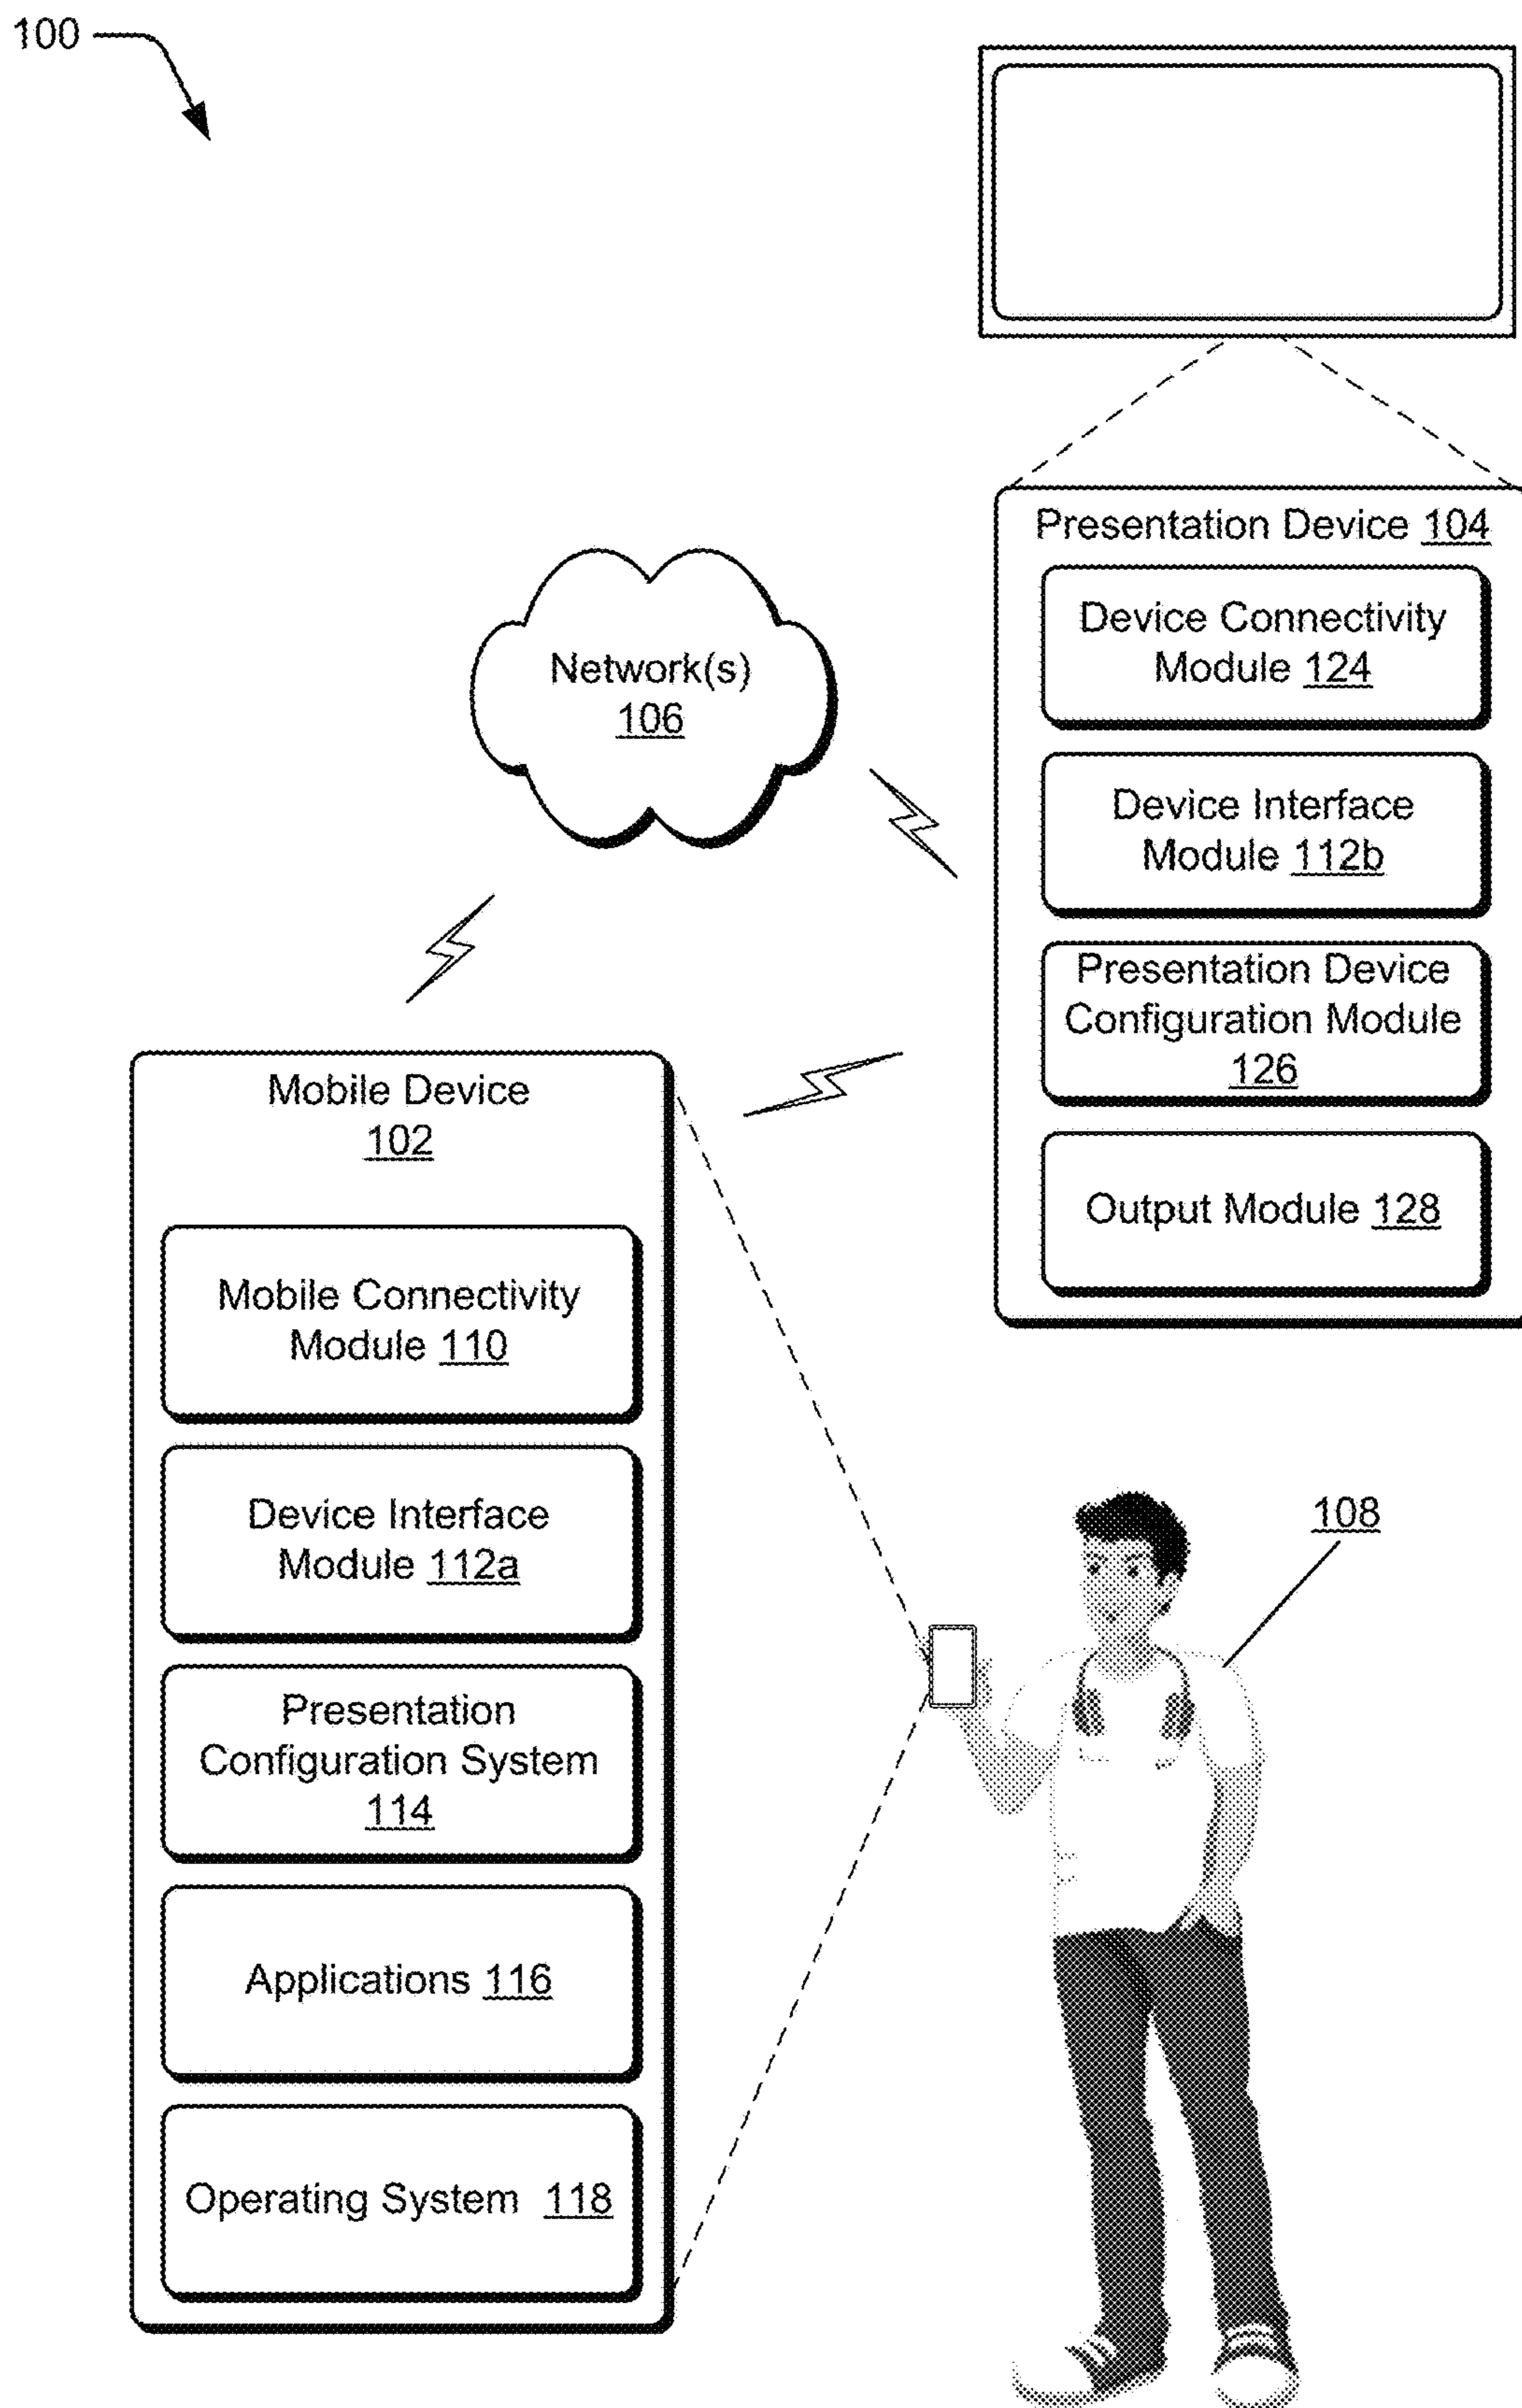 100
Presentation Device 104
Device Connectivity
Module 124
Device Interface
Module 112b
Presentation Device
Configuration Module
126
Output Module 128
Network(s)
106
Mobile Device
102
Mobile Connectivity
Module 110
Device Interface
Module 112a
Presentation
Configuration System
114
Applications 116
Operating System 118
108